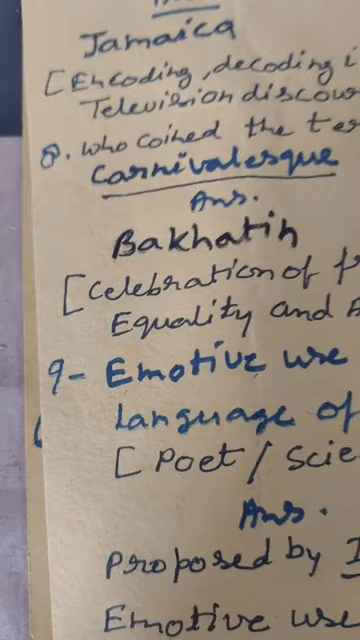 Jamaica
[Encoding, decoding i
Television discou
8. who coined the te
Carnivalesque
Ans.
Bakhatin
[Celebration of f
Equality and
9- Emotive use
language of
[Poet / Scie
Ans.
Proposed by I
Emotive use